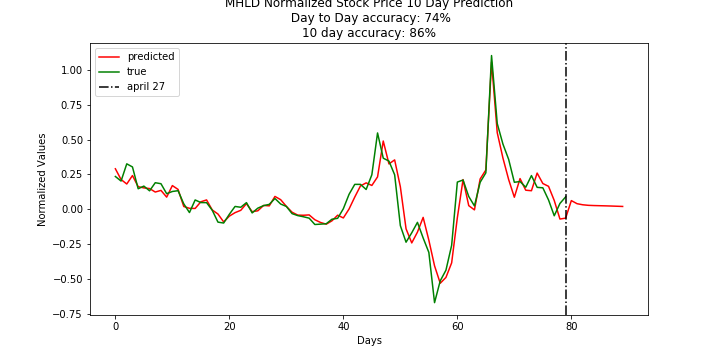 MHLD Normalized Stock Price 10 Day Prediction
Day to Day accuracy: 74%
10 day accuracy: 86%
predicted
true
april 27
Normalized Values
1.00
0.75
0.50
0.25
0.00
−0.25
−0.50
−0.75
0
20
40
60
80
Days